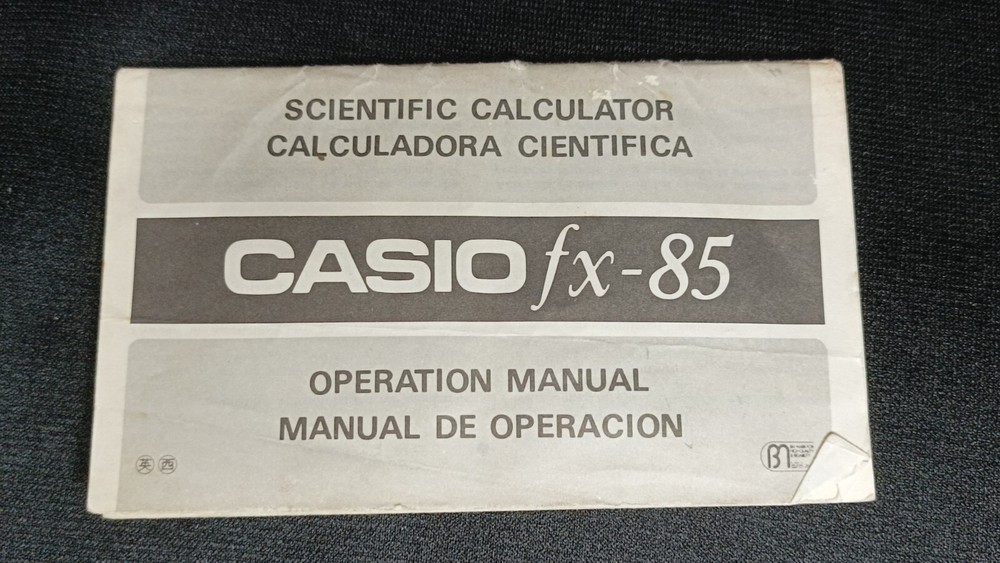 SCIENTIFIC CALCULATOR
CALCULADORA CIENTIFICA
CASIO fx-85
OPERATION MANUAL
MANUAL DE OPERACION
英 西